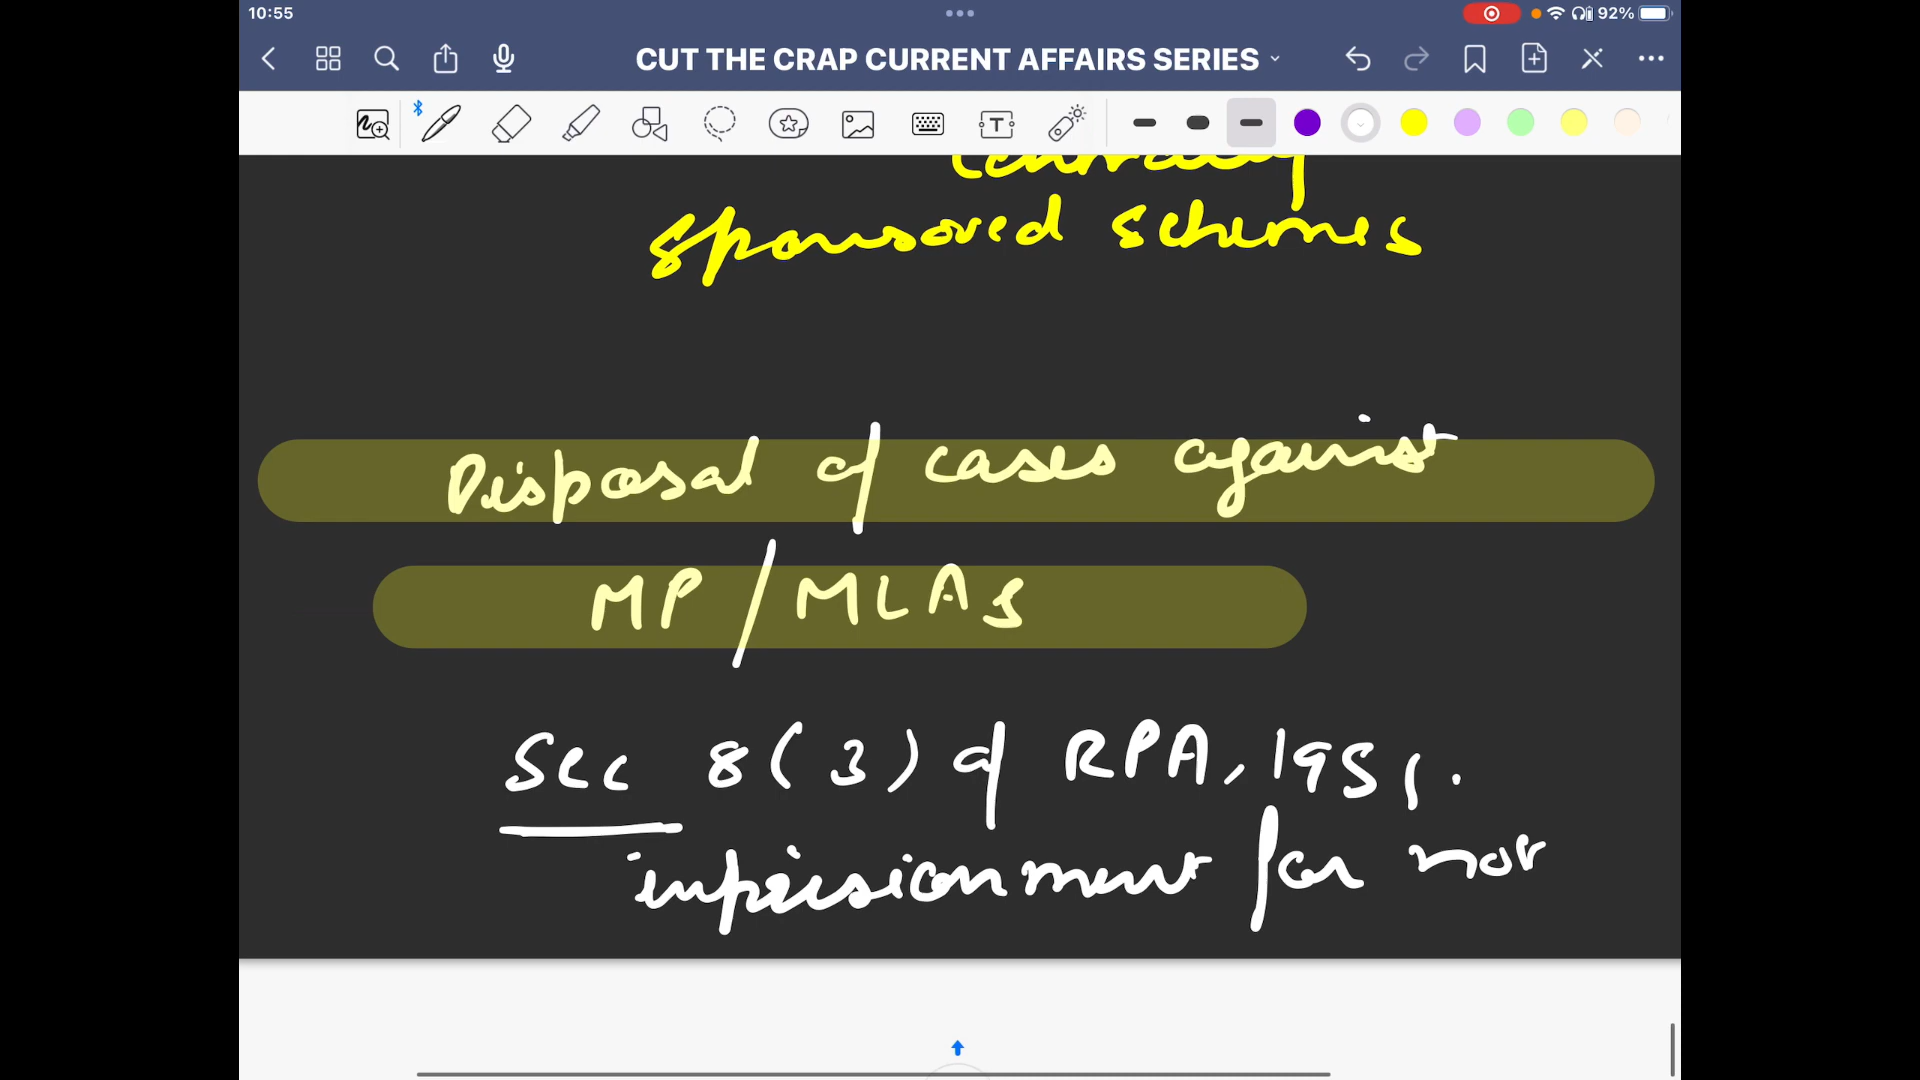 10:55
92%
CUT THE CRAP CURRENT AFFAIRS SERIES
T
sponsored schemes
Disposal of cases against
MP/MLAs
Sec 8(3) of RPA, 1951.
imprisionment for not